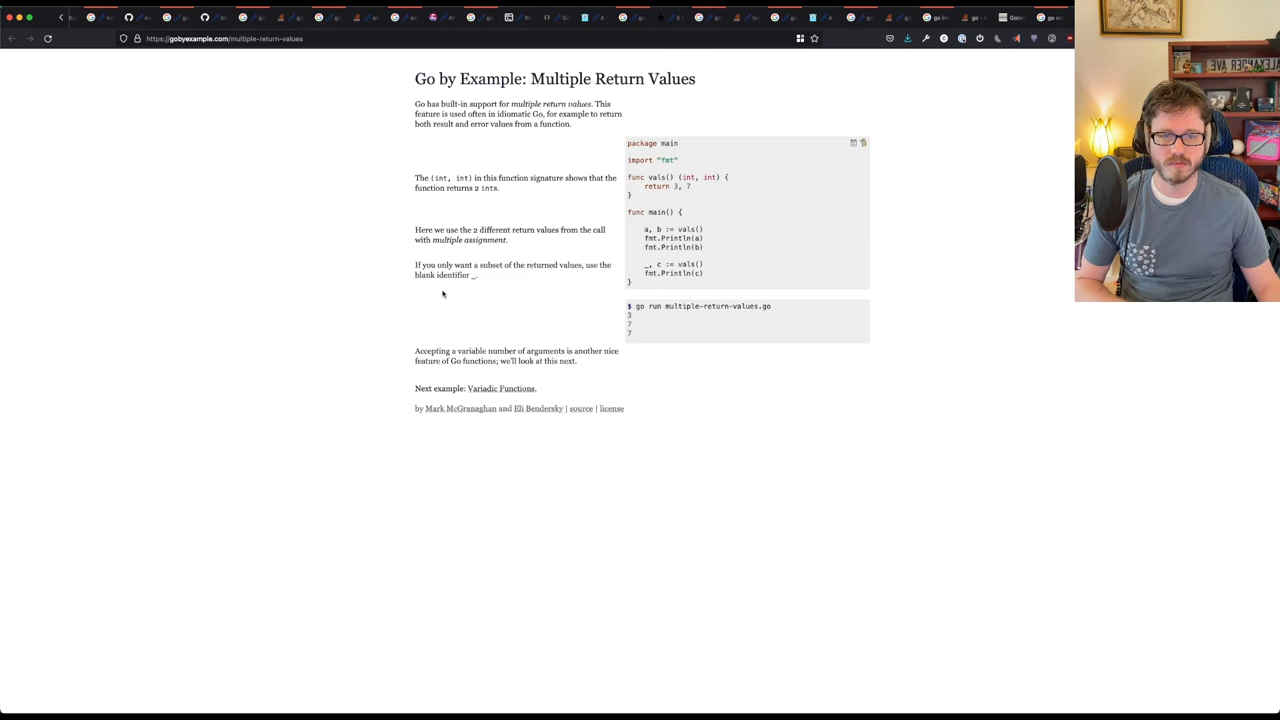 https://gobyexample.com/multiple-return-values
Go by Example: Multiple Return Values
Go has built-in support for multiple return values. This
feature is used often in idiomatic Go, for example to return
both result and error values from a function.
package main
import "fmt"
The (int, int) in this function signature shows that the
function returns 2 ints.
func vals() (int, int) {
return 3, 7
}
func main() {
Here we use the 2 different return values from the call
with multiple assignment.
a, b := vals()
fmt.Println(a)
fmt.Println(b)
If you only want a subset of the returned values, use the
blank identifier _.
_, c := vals()
fmt.Println(c)
}
$ go run multiple-return-values.go
3
7
7
Accepting a variable number of arguments is another nice
feature of Go functions; we'll look at this next.
Next example: Variadic Functions.
by Mark McGranaghan and Eli Bendersky | source | license